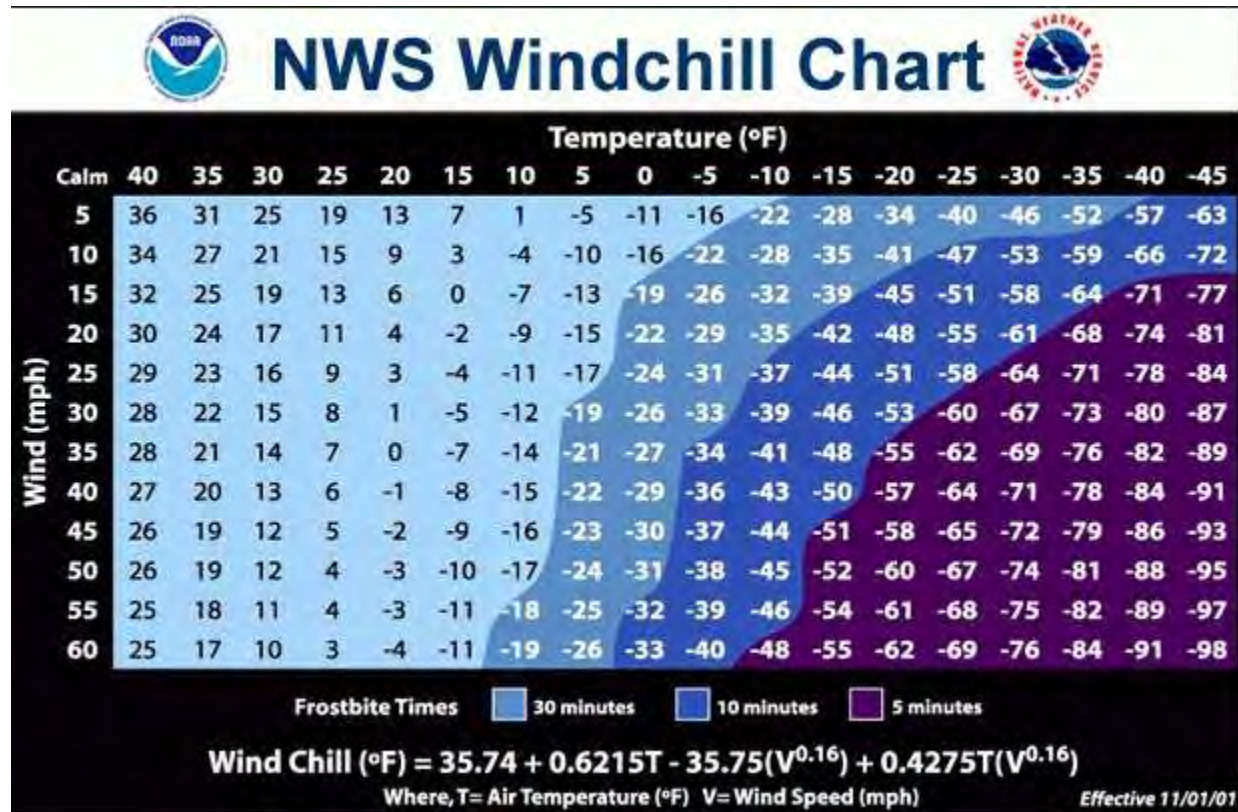 NOAA
NWS Windchill Chart
NATIONAL WEATHER SERVICE
Temperature (ºF)
Calm 40 35 30 25 20 15 10 5 0 -5 -10 -15 -20 -25 -30 -35 -40 -45
5 36 31 25 19 13 7 1 -5 -11 -16 -22 -28 -34 -40 -46 -52 -57 -63
10 34 27 21 15 9 3 -4 -10 -16 -22 -28 -35 -41 -47 -53 -59 -66 -72
15 32 25 19 13 6 0 -7 -13 -19 -26 -32 -39 -45 -51 -58 -64 -71 -77
20 30 24 17 11 4 -2 -9 -15 -22 -29 -35 -42 -48 -55 -61 -68 -74 -81
Wind (mph)
25 29 23 16 9 3 -4 -11 -17 -24 -31 -37 -44 -51 -58 -64 -71 -78 -84
30 28 22 15 8 1 -5 -12 -19 -26 -33 -39 -46 -53 -60 -67 -73 -80 -87
35 28 21 14 7 0 -7 -14 -21 -27 -34 -41 -48 -55 -62 -69 -76 -82 -89
40 27 20 13 6 -1 -8 -15 -22 -29 -36 -43 -50 -57 -64 -71 -78 -84 -91
45 26 19 12 5 -2 -9 -16 -23 -30 -37 -44 -51 -58 -65 -72 -79 -86 -93
50 26 19 12 4 -3 -10 -17 -24 -31 -38 -45 -52 -60 -67 -74 -81 -88 -95
55 25 18 11 4 -3 -11 -18 -25 -32 -39 -46 -54 -61 -68 -75 -82 -89 -97
60 25 17 10 3 -4 -11 -19 -26 -33 -40 -48 -55 -62 -69 -76 -84 -91 -98
Frostbite Times 30 minutes 10 minutes 5 minutes
Wind Chill (ºF) = 35.74 + 0.6215T - 35.75(V^0.16) + 0.4275T(V^0.16)
Where, T= Air Temperature (ºF) V= Wind Speed (mph)
Effective 11/01/01